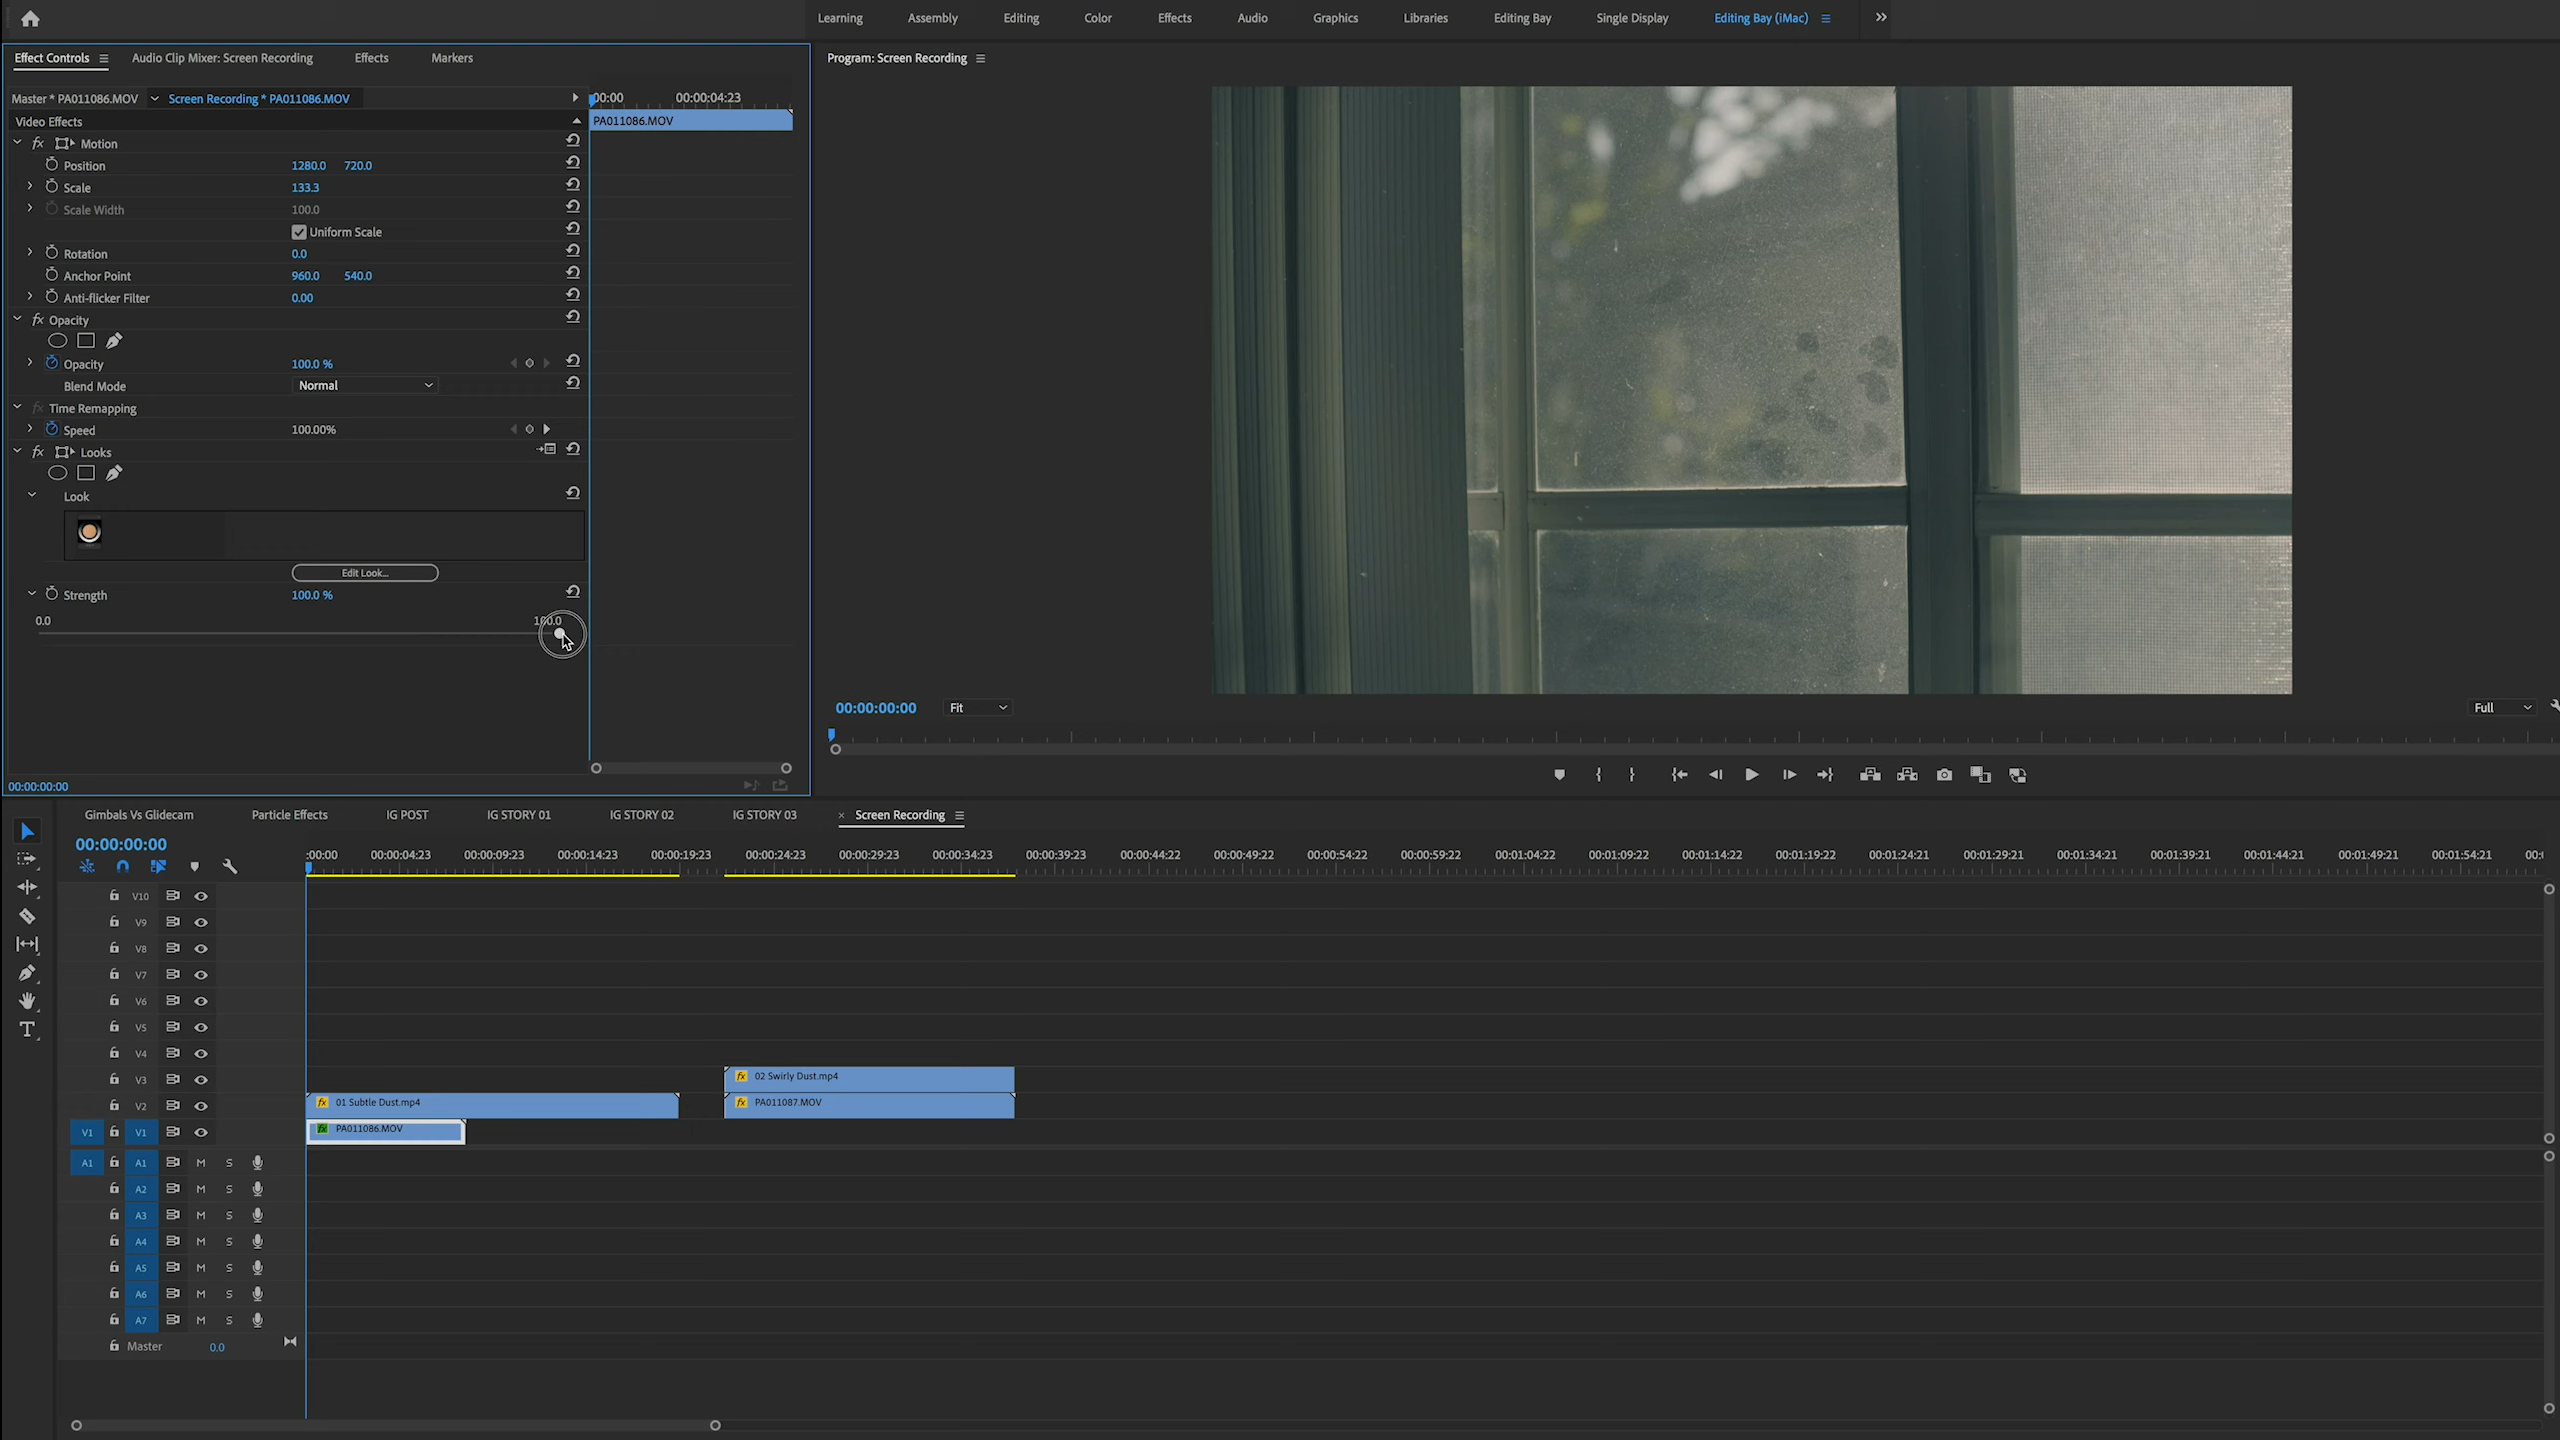 Learning Assembly Editing Color Effects Audio Graphics Libraries Editing Bay Single Display Editing Bay (iMac)
Effect Controls Audio Clip Mixer: Screen Recording Effects Markers
Program: Screen Recording
Master * PA011086.MOV Screen Recording * PA011086.MOV
:00:00 00:00:04:23
Video Effects
PA011086.MOV
fx Motion
Position 1280.0 720.0
Scale 133.3
Scale Width 100.0
Uniform Scale
Rotation 0.0
Anchor Point 960.0 540.0
Anti-flicker Filter 0.00
fx Opacity
Opacity 100.0 %
Blend Mode Normal
fx Time Remapping
Speed 100.00%
fx Looks
Look
Edit Look...
Strength 100.0 %
0.0 100.0
00:00:00:00
00:00:00:00 Fit Full
Gimbals Vs Glidecam Particle Effects IG POST IG STORY 01 IG STORY 02 IG STORY 03 × Screen Recording
00:00:00:00
:00:00 00:00:04:23 00:00:09:23 00:00:14:23 00:00:19:23 00:00:24:23 00:00:29:23 00:00:34:23 00:00:39:23 00:00:44:22 00:00:49:22 00:00:54:22 00:00:59:22 00:01:04:22 00:01:09:22 00:01:14:22 00:01:19:22 00:01:24:21 00:01:29:21 00:01:34:21 00:01:39:21 00:01:44:21 00:01:49:21 00:01:54:21 00:
V10
V9
V8
V7
V6
V5
V4
V3 fx 02 Swirly Dust.mp4
V2 fx 01 Subtle Dust.mp4 fx PA011087.MOV
V1 V1 fx PA011086.MOV
A1 A1 M S
A2 M S
A3 M S
A4 M S
A5 M S
A6 M S
A7 M S
Master 0.0
T